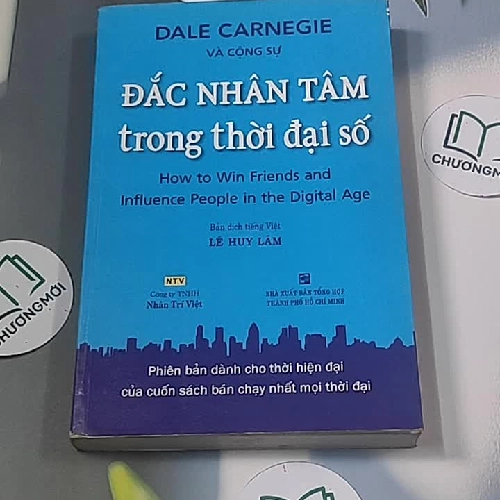 DALE CARNEGIE
VÀ CỘNG SỰ
ĐẮC NHÂN TÂM
trong thời đại số
How to Win Friends and
Influence People in the Digital Age
Bản dịch tiếng Việt
LÊ HUY LÂM
NTV
Công ty TNHH
Nhân Trí Việt
NHÀ XUẤT BẢN TỔNG HỢP
THÀNH PHỐ HỒ CHÍ MINH
Phiên bản dành cho thời hiện đại
của cuốn sách bán chạy nhất mọi thời đại
CHƯƠNGMỚI
CHƯƠNGMỚI